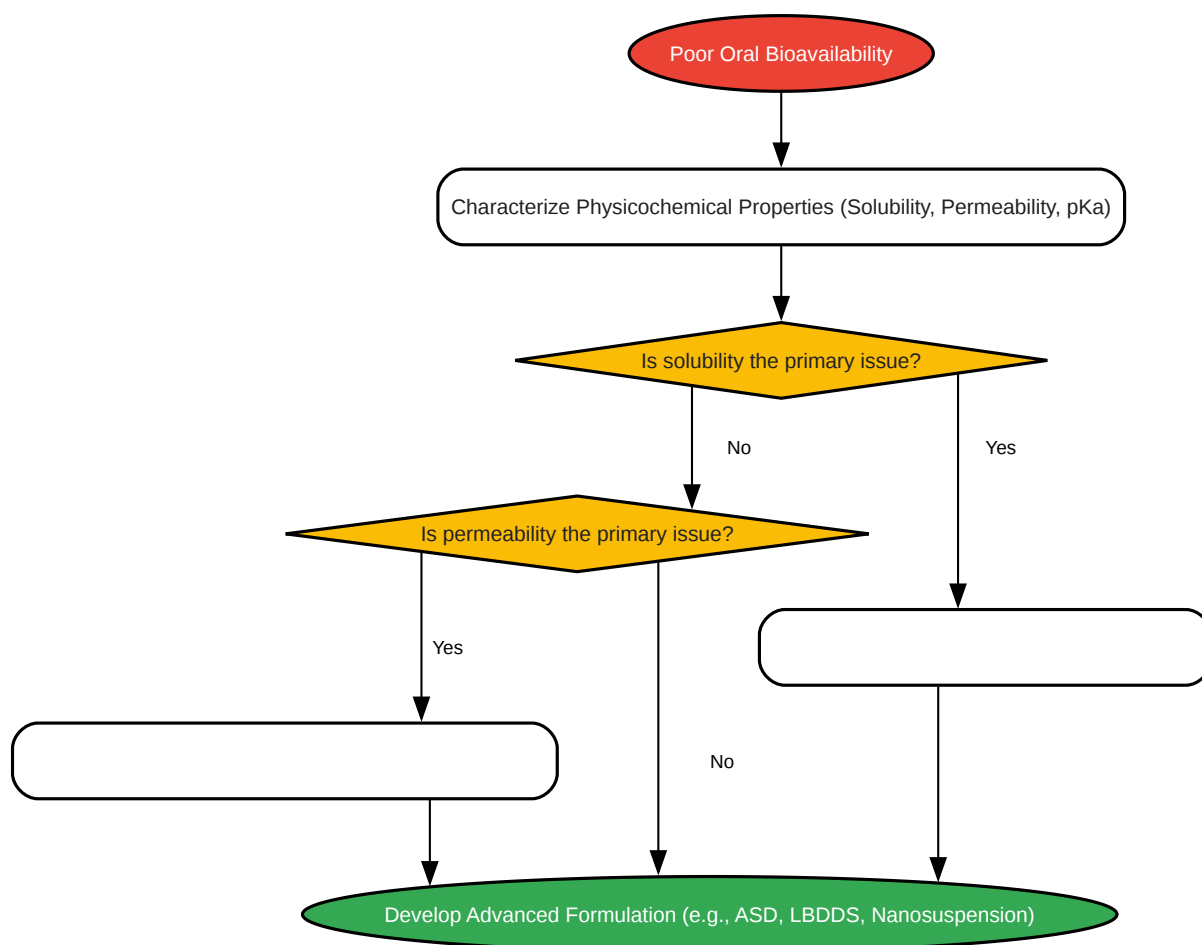 Poor Oral Bioavailability
Characterize Physicochemical Properties (Solubility, Permeability, pKa)
Is solubility the primary issue?
No
Yes
Is permeability the primary issue?
Yes
No
Develop Advanced Formulation (e.g., ASD, LBDDS, Nanosuspension)